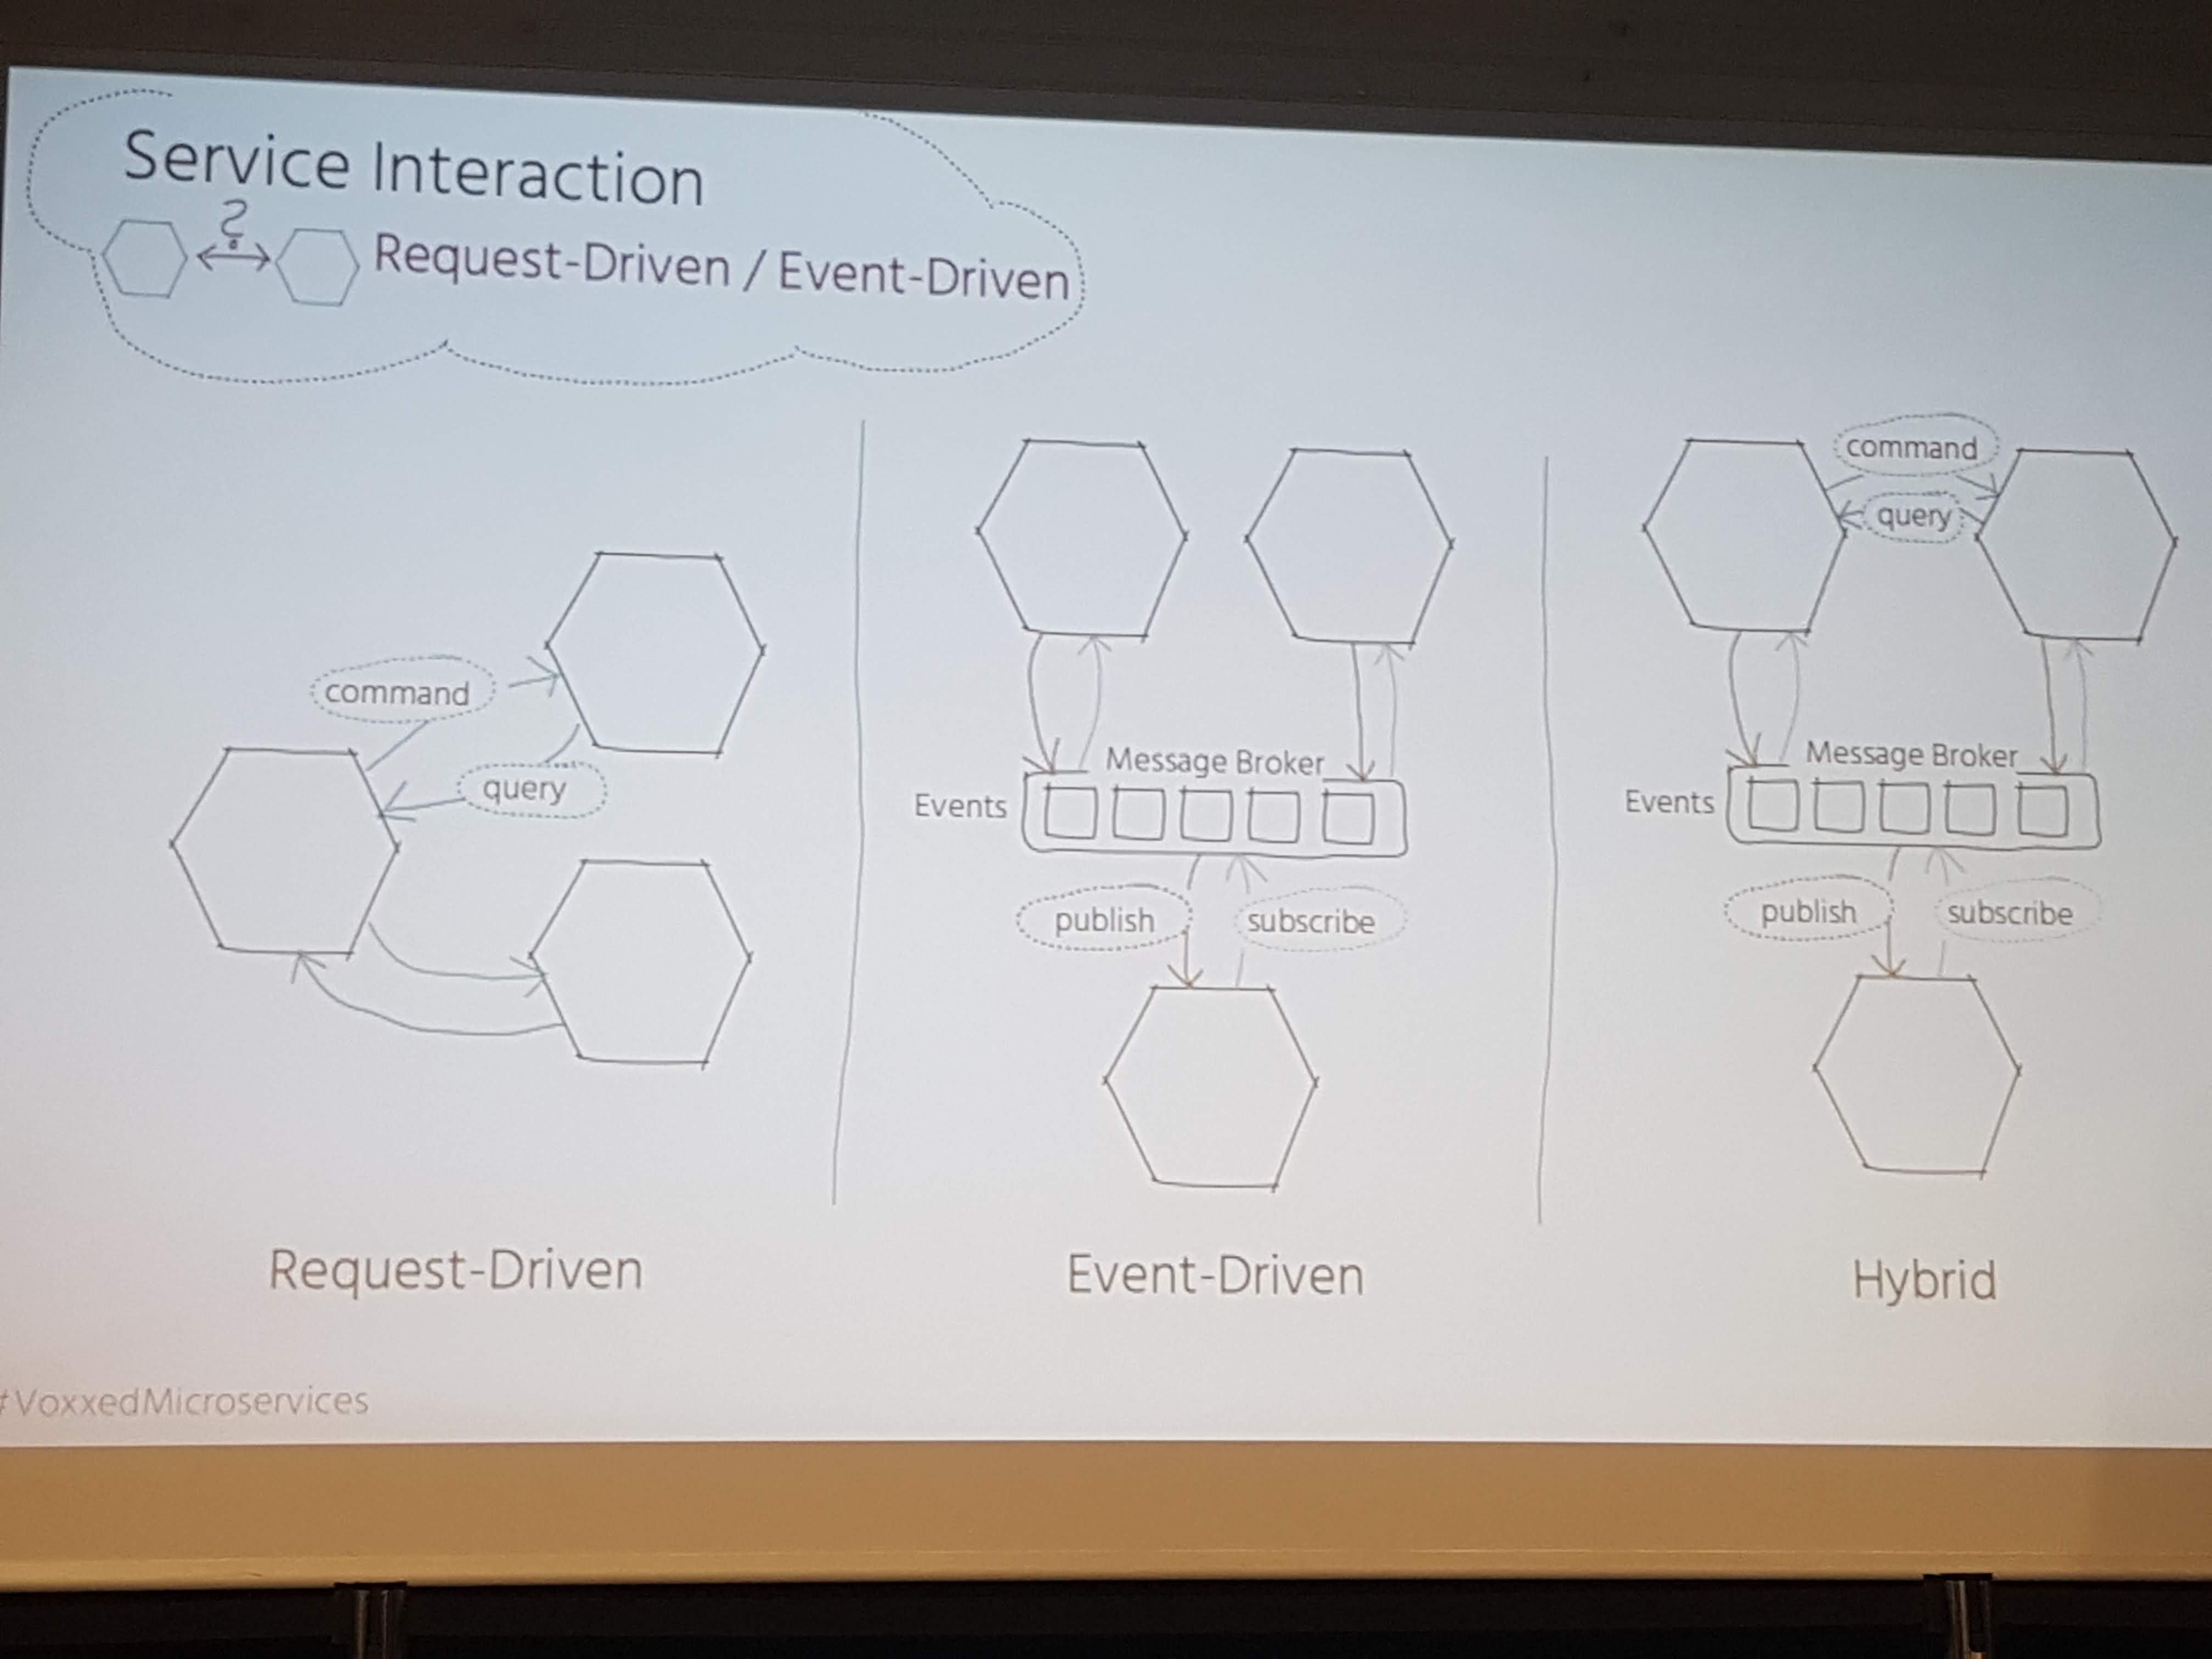 Service Interaction
?
Request-Driven / Event-Driven
command
query
Request-Driven
Message Broker
Events
publish
subscribe
Event-Driven
command
query
Message Broker
Events
publish
subscribe
Hybrid
#VoxxedMicroservices